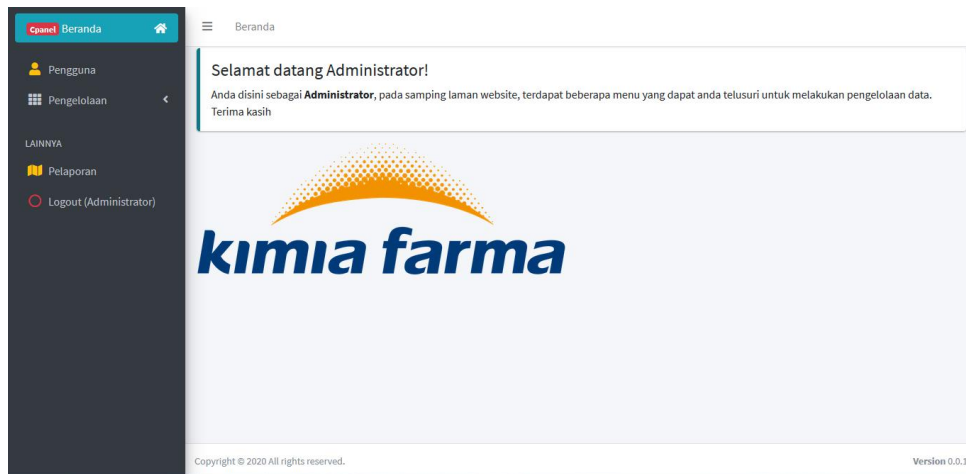 Cpanel Beranda
Pengguna
Pengelolaan
LAINNYA
Pelaporan
Logout (Administrator)
Beranda
Selamat datang Administrator!
Anda disini sebagai Administrator, pada samping laman website, terdapat beberapa menu yang dapat anda telusuri untuk melakukan pengelolaan data.
Terima kasih
kimia farma
Copyright © 2020 All rights reserved.
Version 0.0.1